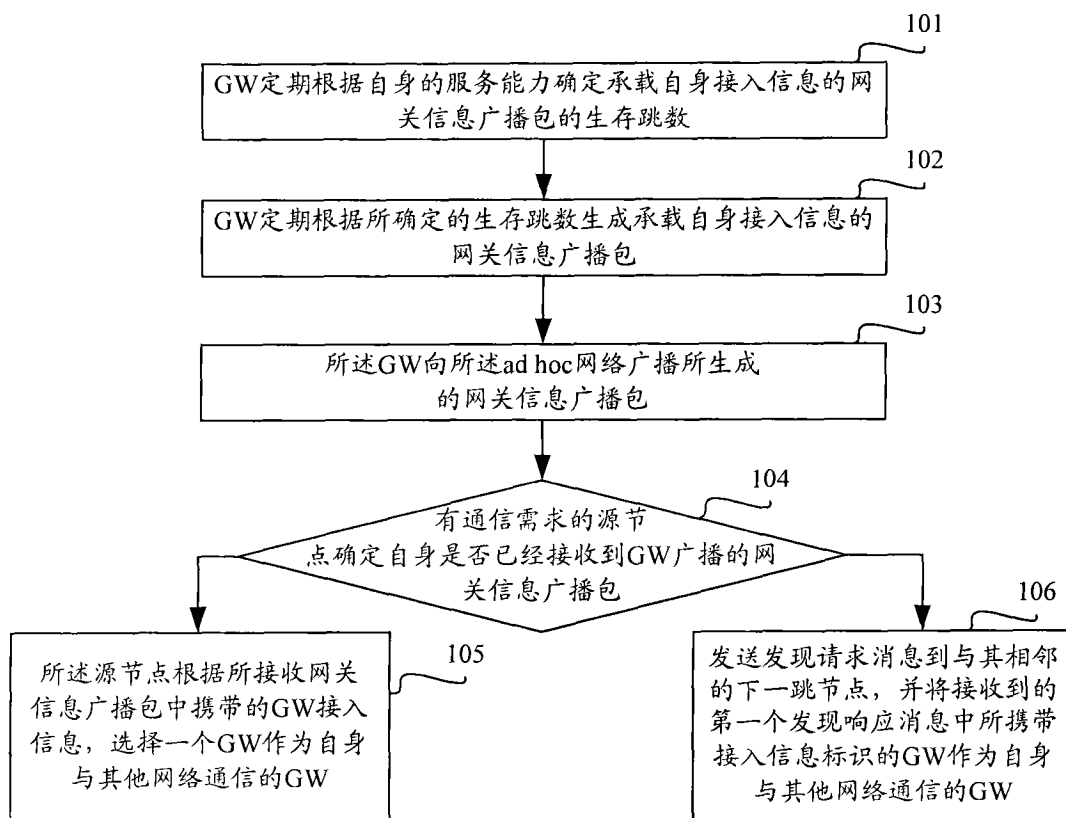 101
GW定期根据自身的服务能力确定承载自身接入信息的网
关信息广播包的生存跳数
102
GW定期根据所确定的生存跳数生成承载自身接入信息的
网关信息广播包
103
所述GW向所述ad hoc网络广播所生成
的网关信息广播包
104
有通信需求的源节
点确定自身是否已经接收到GW广播的网
关信息广播包
105
所述源节点根据所接收网关
信息广播包中携带的GW接入
信息，选择一个GW作为自身
与其他网络通信的GW
106
发送发现请求消息到与其相邻
的下一跳节点，并将接收到的
第一个发现响应消息中所携带
接入信息标识的GW作为自身
与其他网络通信的GW